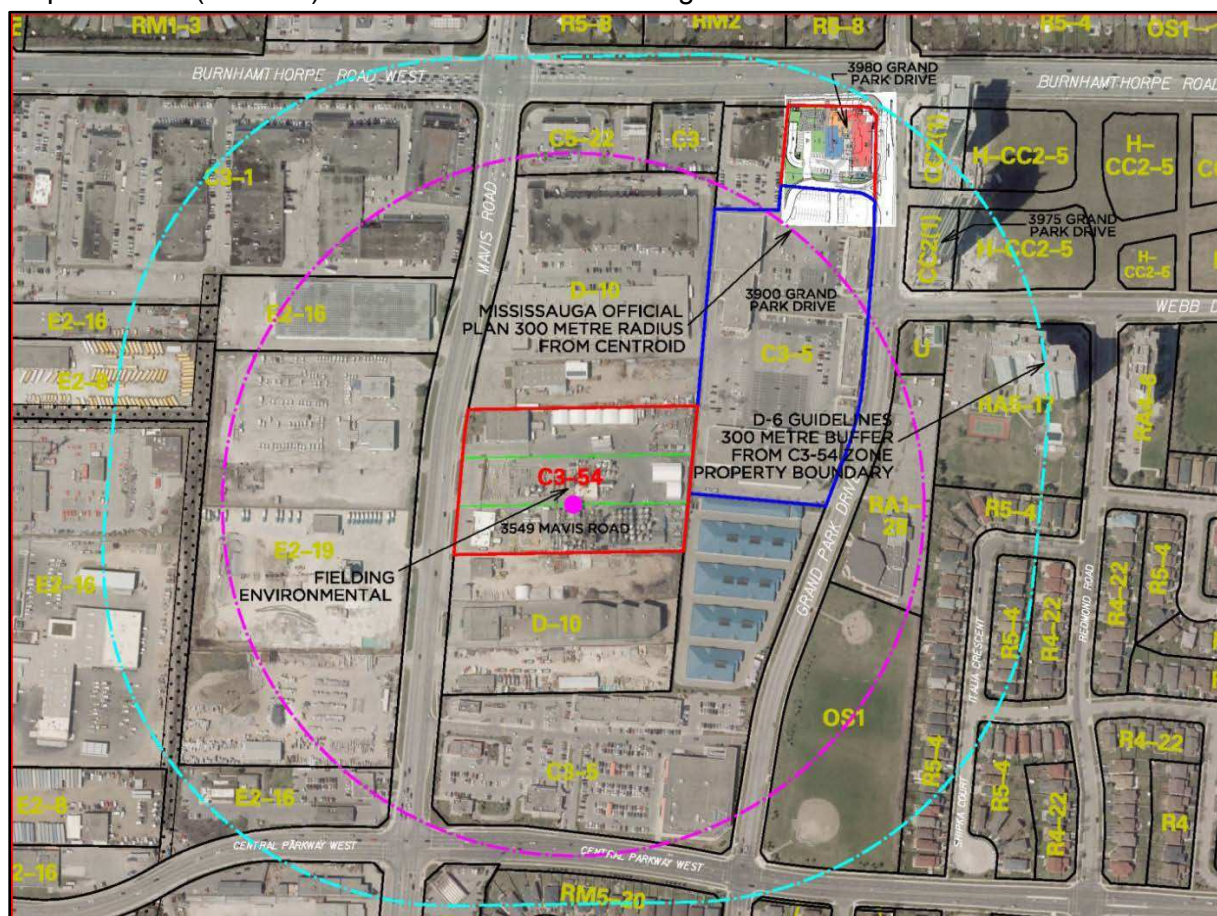 RM1-3
R5-8
RM2
R5-8
R5-4
OS1-
BURNHAMTHORPE ROAD WEST
3980 GRAND
PARK DRIVE
BURNHAMTHORPE ROAD
C3-1
C5-22
C3
CC2(3)
H-CC2-5
H-
CC2-5
MAVIS ROAD
CC2(1)
3975 GRAND
PARK DRIVE
H-CC2-5
H-
CC2-5
D-10
E2-16
E2-16
MISSISSAUGA OFFICIAL
PLAN 300 METRE RADIUS
FROM CENTROID
3900 GRAND
PARK DRIVE
WEBB D
C3-5
U
E2-8
RA5-17
RA5-8
D-6 GUIDELINES
300 METRE BUFFER
FROM C3-54 ZONE
PROPERTY BOUNDARY
C3-54
3549 MAVIS ROAD
FIELDING
ENVIRONMENTAL
E2-19
E2-16
GRAND PARK DRIVE
RA1-
R5-4
R4-22
R5-4
REDMOND ROAD
R5-4
R4-22
ITALIA CRESCENT
D-10
OS1
C3-5
R5-4
R5-4
R4-22
R4-22
R4
SHIPKA COURT
E2-8
E2-16
CENTRAL PARKWAY WEST
CENTRAL PARKWAY WEST
2-16
RM5-20